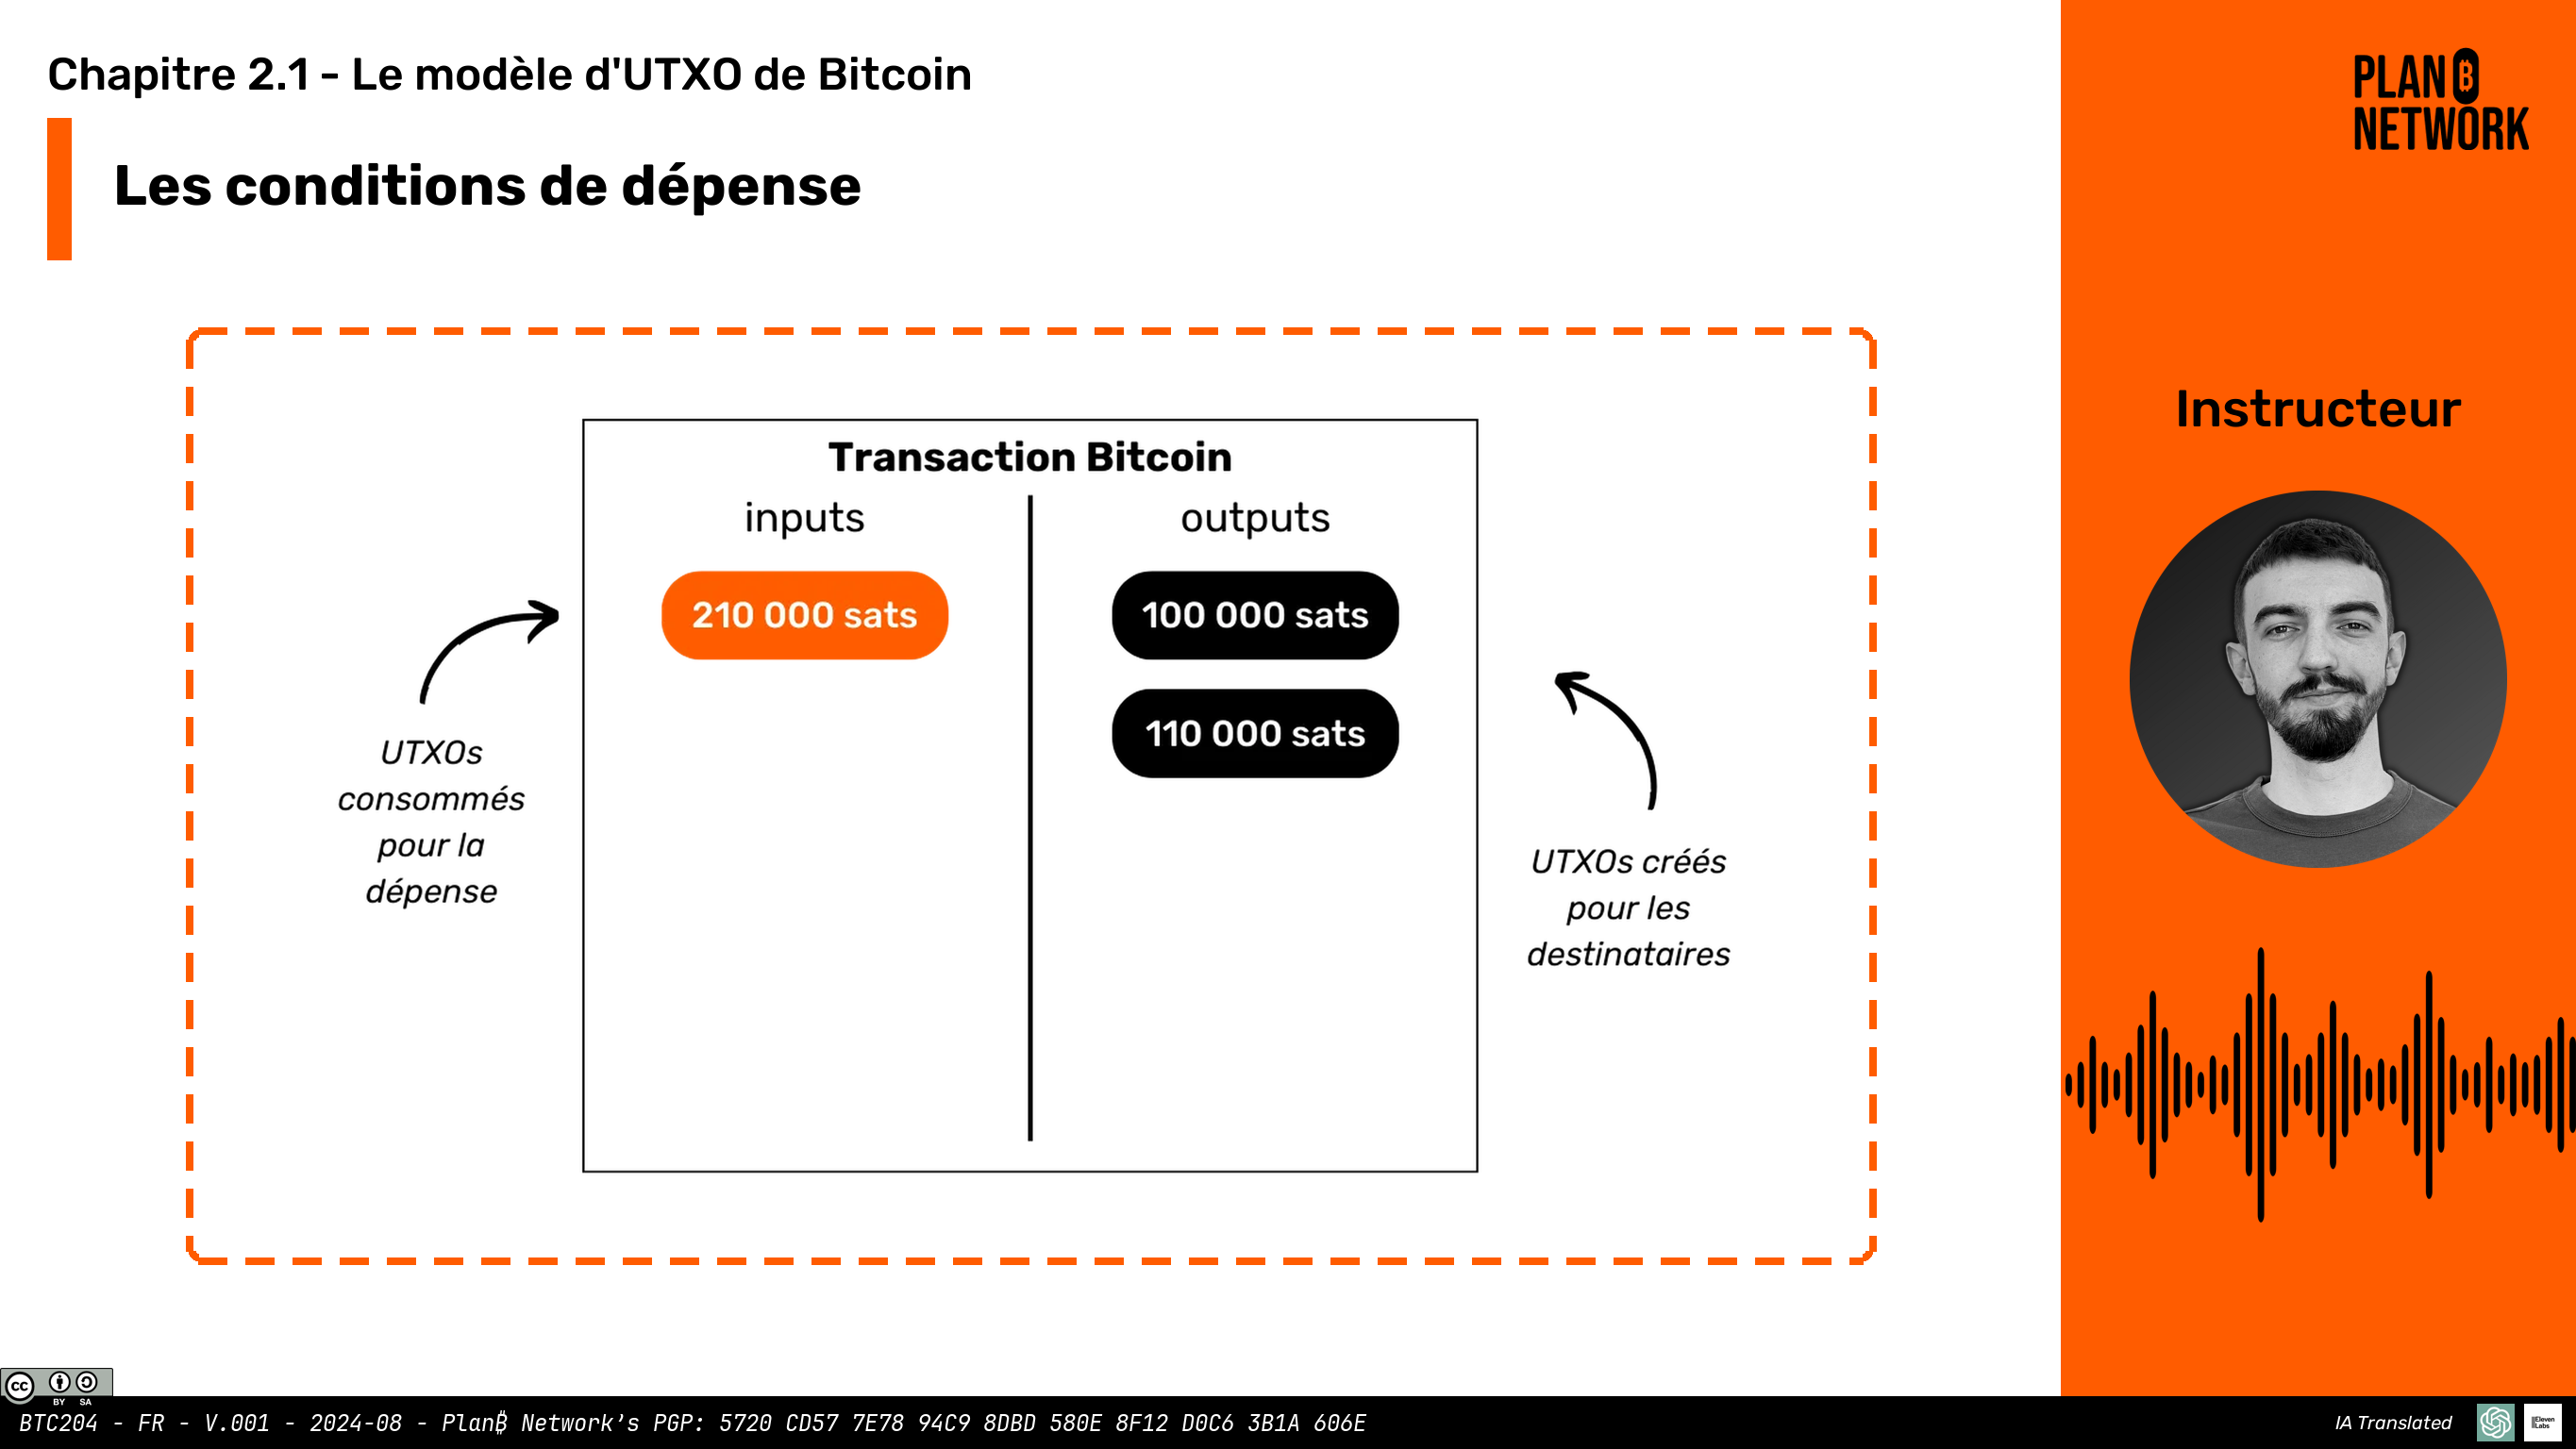 Chapitre 2.1 - Le modèle d'UTXO de Bitcoin
Les conditions de dépense
PLAN ₿
NETWORK
Instructeur
Transaction Bitcoin
inputs
outputs
210 000 sats
100 000 sats
110 000 sats
UTXOs
consommés
pour la
dépense
UTXOs créés
pour les
destinataires
cc
BY SA
BTC204 - FR - V.001 - 2024-08 - Plan₿ Network's PGP: 5720 CD57 7E78 94C9 8DBD 580E 8F12 D0C6 3B1A 606E
IA Translated
ElevenLabs